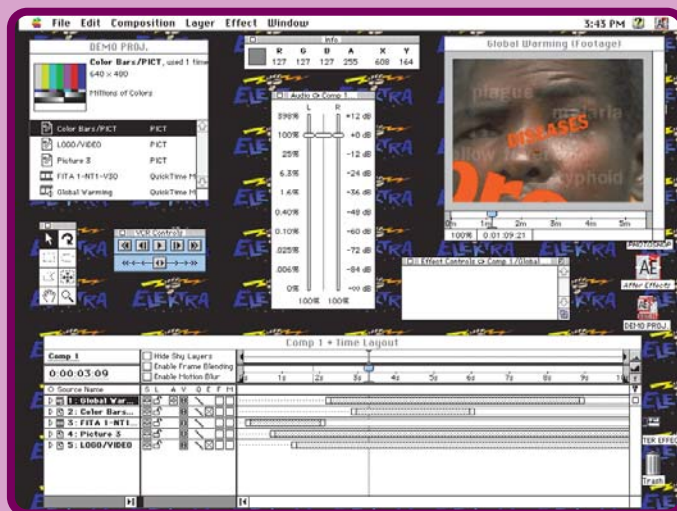 File Edit Composition Layer Effect Window 3:43 PM
DEMO PROJ.
Color Bars/PICT, used 1 time
640 × 480
Millions of Colors
Color Bars/PICT PICT
LOGO/VIDEO PICT
Picture 3 PICT
FITA 1-NT1-V30 QuickTime M
Global Warming QuickTime M
Info
R G B A X Y
127 127 127 255 608 164
Audio Comp 1
L R
398% +12 dB
100% +0 dB
25% -12 dB
6.3% -24 dB
1.6% -36 dB
0.40% -48 dB
0.10% -60 dB
.025% -72 dB
.006% -84 dB
0% -∞ dB
100% 100%
Global Warming (Footage)
plague
malaria
DISEASES
yellow fever
typhoid
0m 1m 2m 3m 4m 5m
100% 0:01:09:21
VCR Controls
Effect Controls Comp 1/Global
PHOTOSHOP
AE
After Effects
DEMO PROJ.
Trash
ELEKTRA
Comp 1 • Time Layout
Comp 1
0:00:03:09
Hide Shy Layers
Enable Frame Blending
Enable Motion Blur
1s 2s 3s 4s 5s 6s 7s 8s 9s 10
Source Name S L A V Q E F M
1: Global War...
2: Color Bars...
3: FITA 1-NT1...
4: Picture 3
5: LOGO/VIDEO